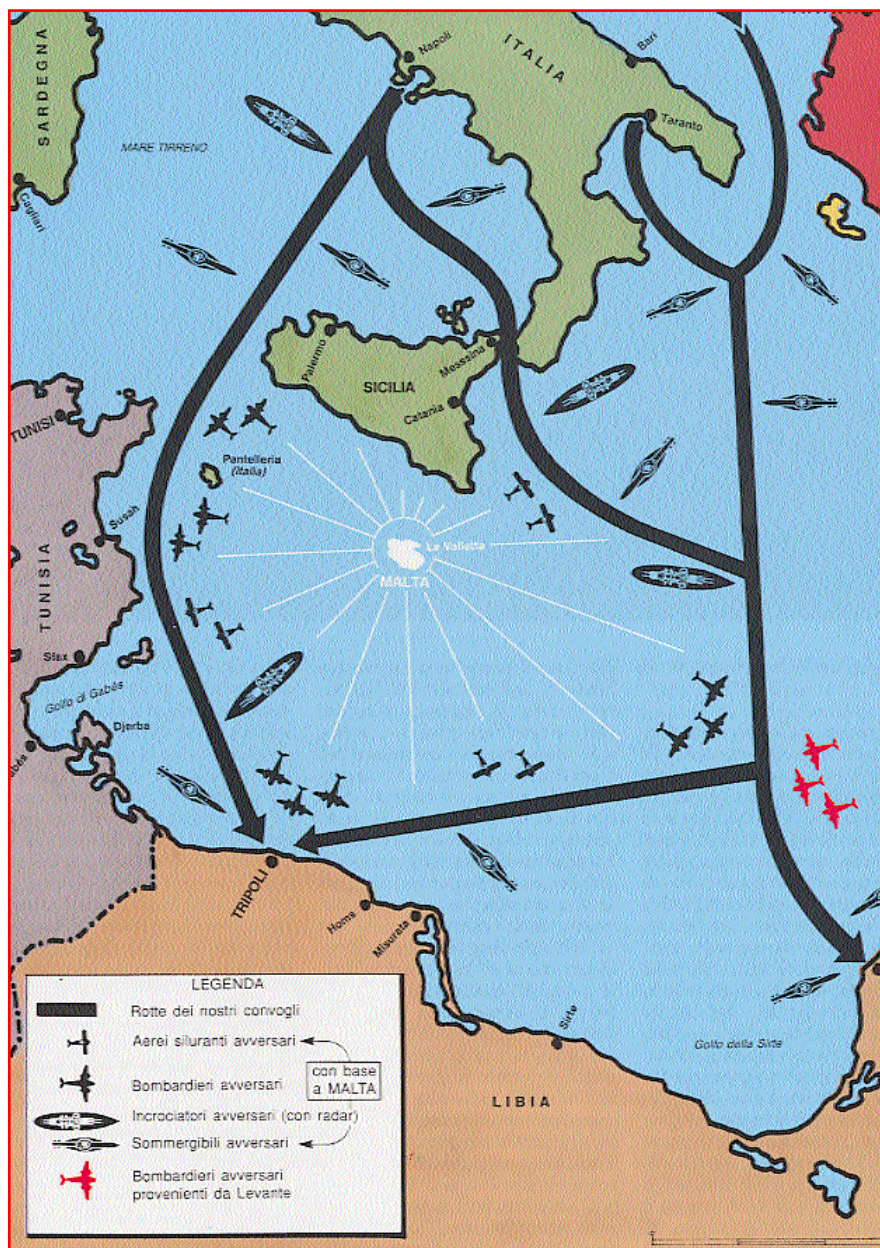 Napoli
ITALIA
Bari
SARDEGNA
MARE TIRRENO
Taranto
Cagliari
Palermo
Messsina
SICILIA
Catania
TUNISI
Pantelleria
(Italia)
Susah
La Valletta
MALTA
TUNISIA
Sfax
Golfo di Gabès
Djerba
TRIPOLI
Homs
Misurata
Sirte
Golfo della Sirte
LIBIA
LEGENDA
Rotte dei nostri convogli
Aerei siluranti avversari
con base
a MALTA
Bombardieri avversari
Incrociatori avversari (con radar)
Sommergibili avversari
Bombardieri avversari
provenienti da Levante